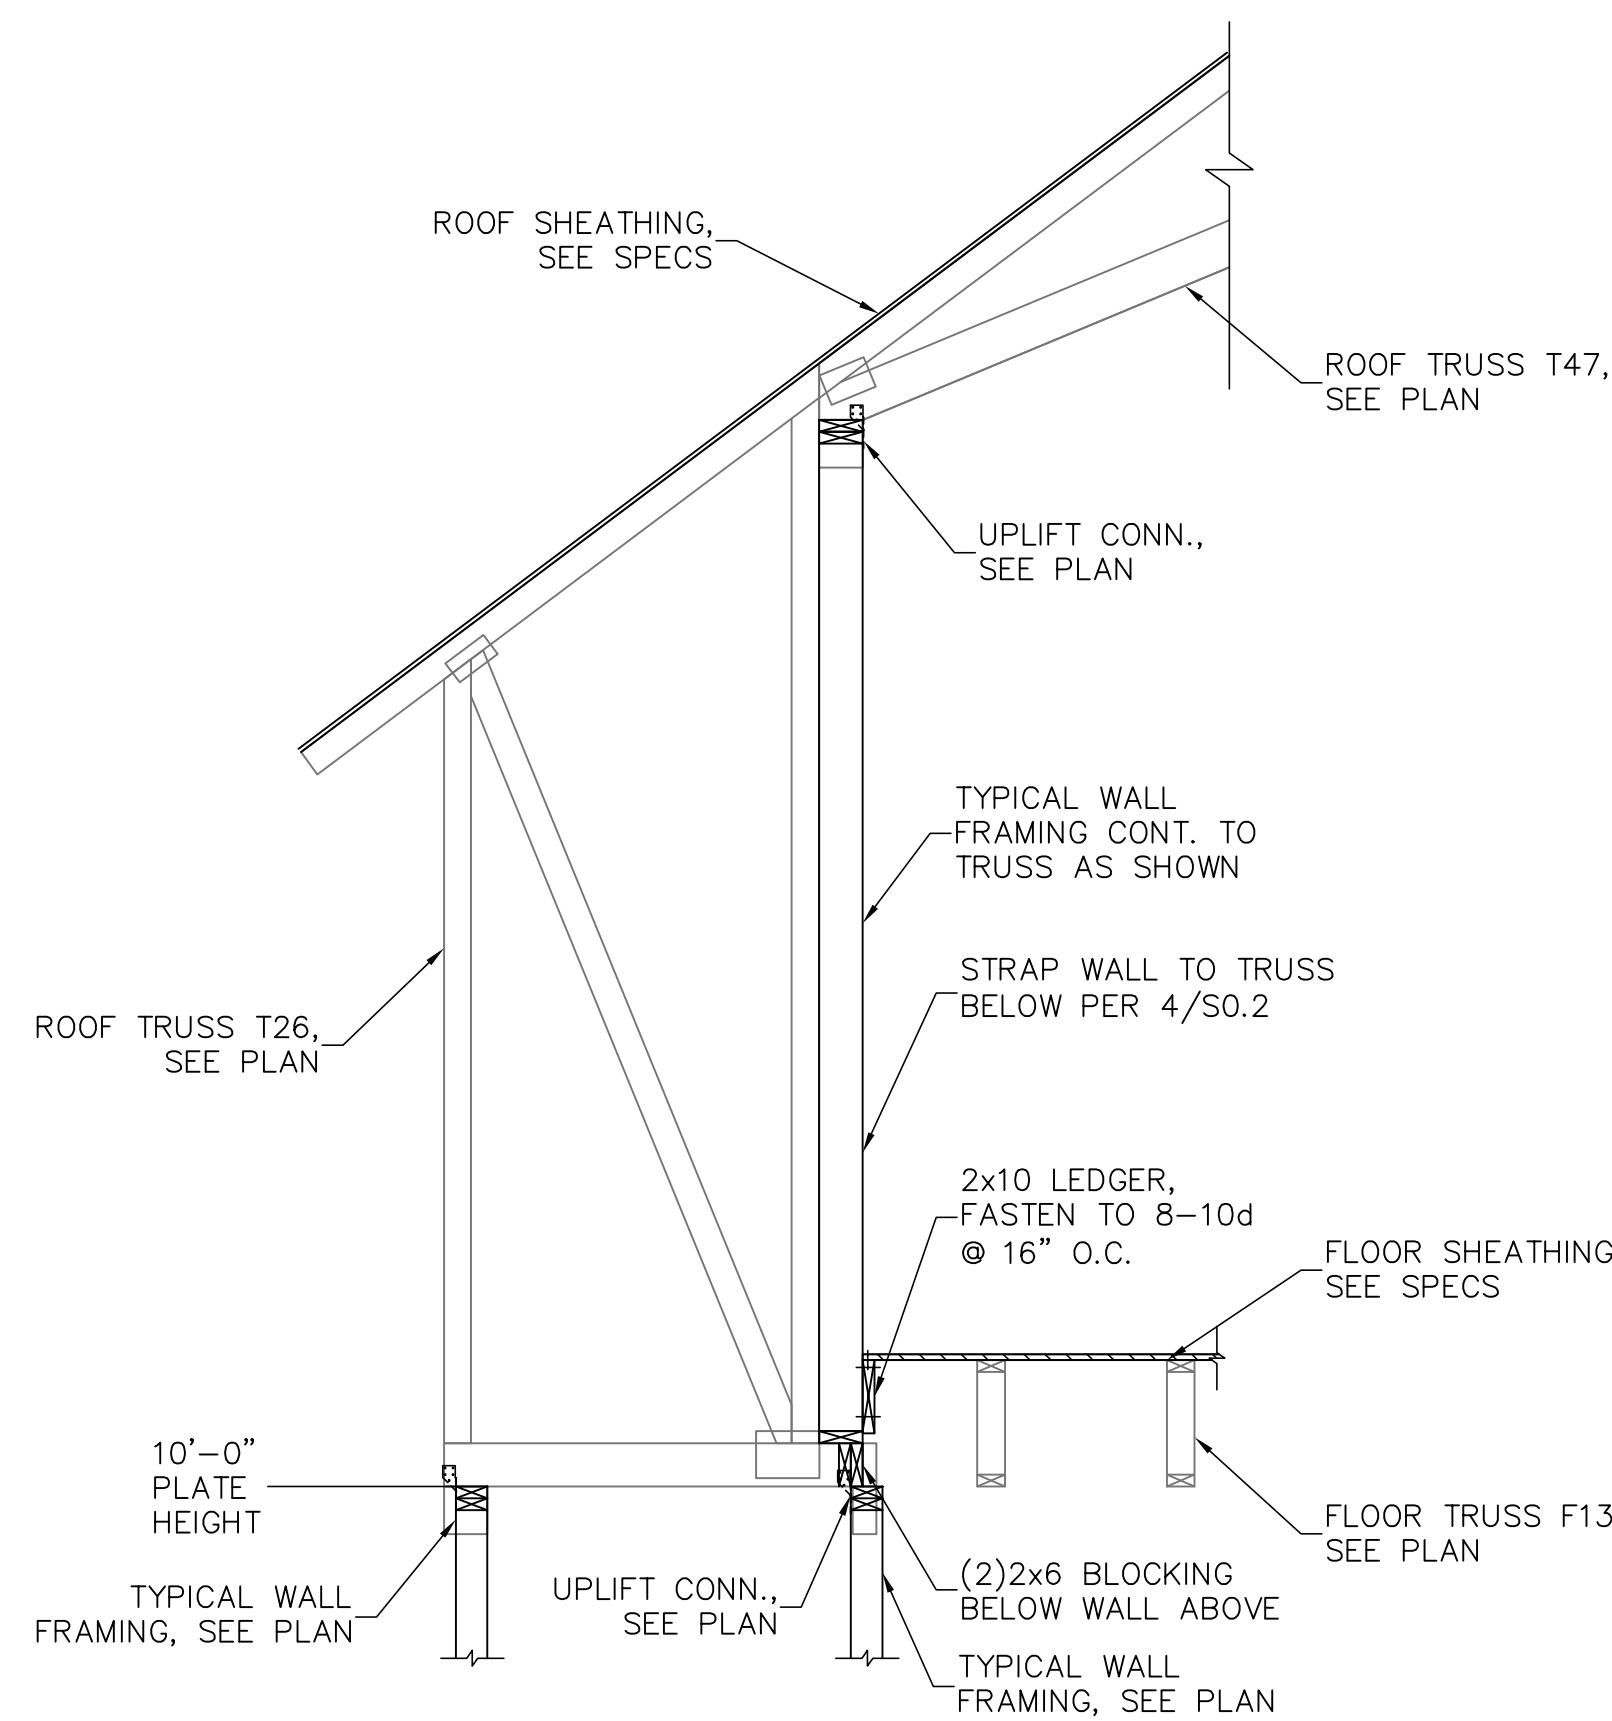 ROOF SHEATHING,
SEE SPECS
ROOF TRUSS T47,
SEE PLAN
UPLIFT CONN.,
SEE PLAN
TYPICAL WALL
FRAMING CONT. TO
TRUSS AS SHOWN
STRAP WALL TO TRUSS
BELOW PER 4/S0.2
ROOF TRUSS T26,
SEE PLAN
2x10 LEDGER,
FASTEN TO 8-10d
@ 16" O.C.
FLOOR SHEATHING
SEE SPECS
10'-0"
PLATE
HEIGHT
FLOOR TRUSS F13
SEE PLAN
TYPICAL WALL
FRAMING, SEE PLAN
UPLIFT CONN.,
SEE PLAN
(2)2x6 BLOCKING
BELOW WALL ABOVE
TYPICAL WALL
FRAMING, SEE PLAN